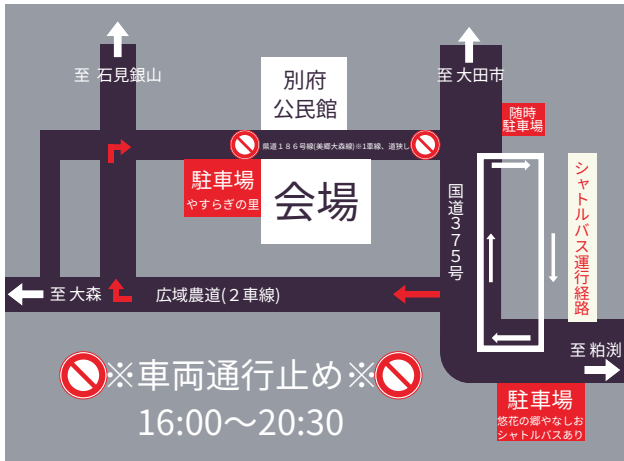 至 石見銀山
別府
公民館
至 大田市
随時
駐車場
県道１８６号線(美郷大森線)※1車線、道狭し
駐車場
やすらぎの里
会場
国道３７５号
シャトルバス運行経路
至 大森
広域農道(２車線)
至 粕渕
※車両通行止め※
16:00～20:30
駐車場
悠花の郷やなしお
シャトルバスあり